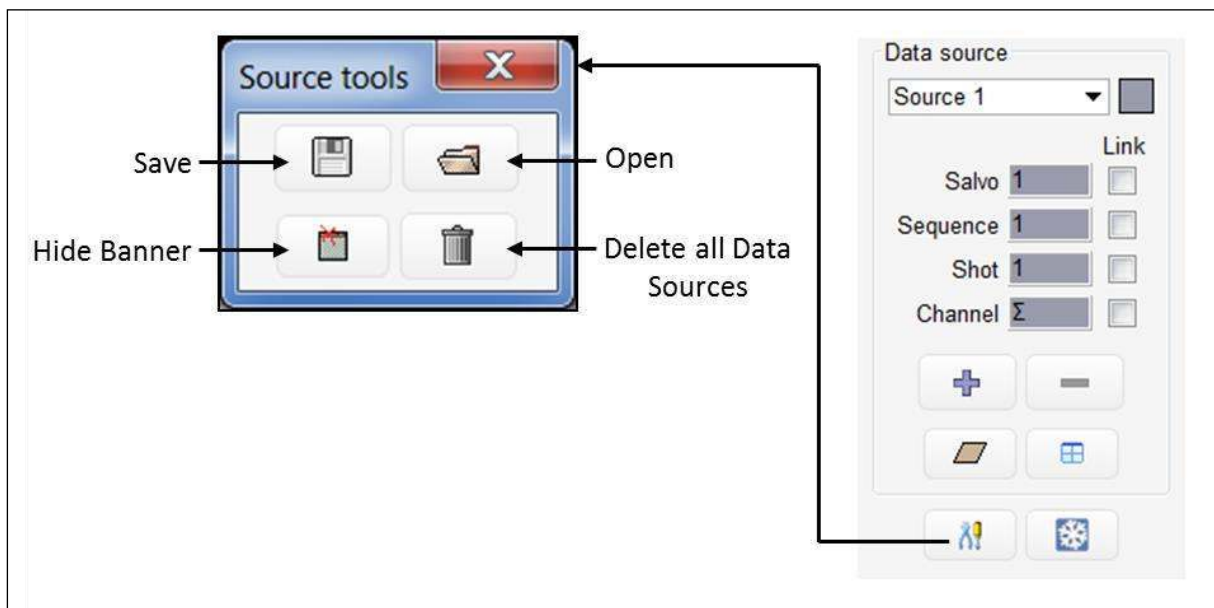 Source tools
Save
Open
Hide Banner
Delete all Data
Sources
Data source
Source 1
Link
Salvo 1
Sequence 1
Shot 1
Channel Σ